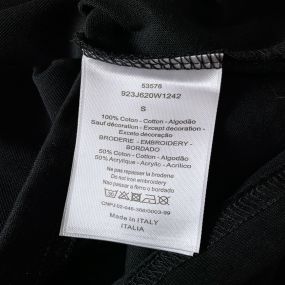 53576
923J620W1242
S
100% Coton - Cotton - Algodão
Sauf décoration - Except decoration -
Exceto decoração
BRODERIE - EMBROIDERY -
BORDADO
50% Coton - Cotton - Algodão
50% Acrylique - Acrylic - Acrílico
Ne pas repasser la broderie
Do not iron embroidery
Não passar a ferro o bordado
Made in ITALY
ITALIA